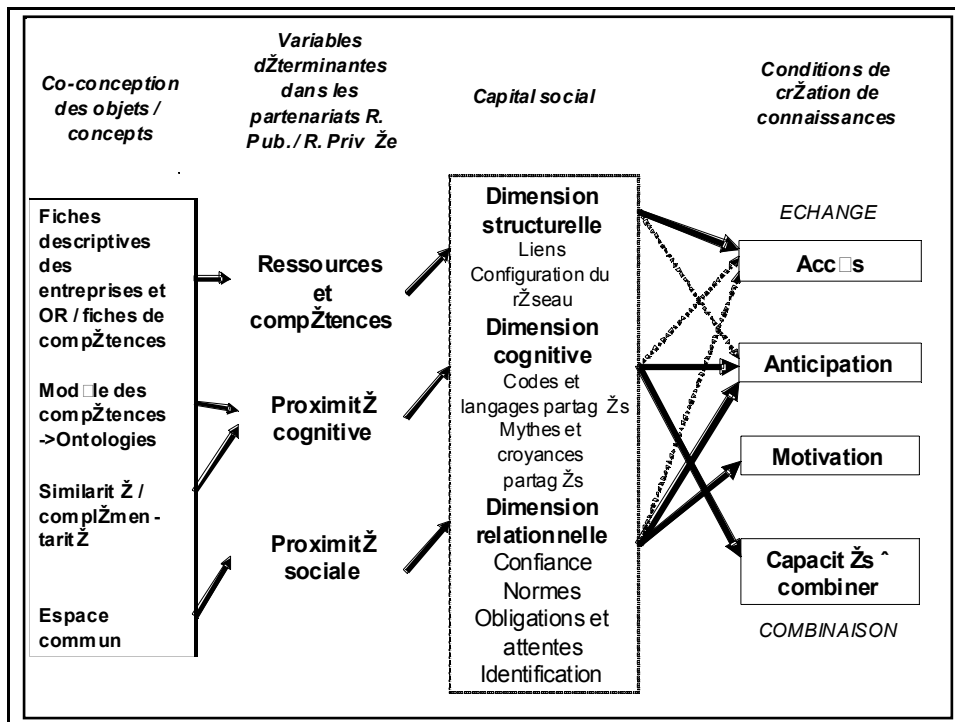 Co-conception
des objets /
concepts
Variables
dŽterminantes
dans les
partenariats R.
Pub. / R. Priv Že
Capital social
Conditions de
crŽation de
connaissances
Fiches
descriptives
des
entreprises et
OR / fiches de
compŽtences
Mod□le des
compŽtences
->Ontologies
Similarit Ž /
complŽmen -
taritŽ
Espace
commun
Ressources
et
compŽtences
ProximitŽ
cognitive
ProximitŽ
sociale
Dimension
structurelle
Liens
Configuration du
rŽseau
Dimension
cognitive
Codes et
langages partag Žs
Mythes et
croyances
partag Žs
Dimension
relationnelle
Confiance
Normes
Obligations et
attentes
Identification
ECHANGE
Acc□s
Anticipation
Motivation
Capacit Žs ˆ
combiner
COMBINAISON